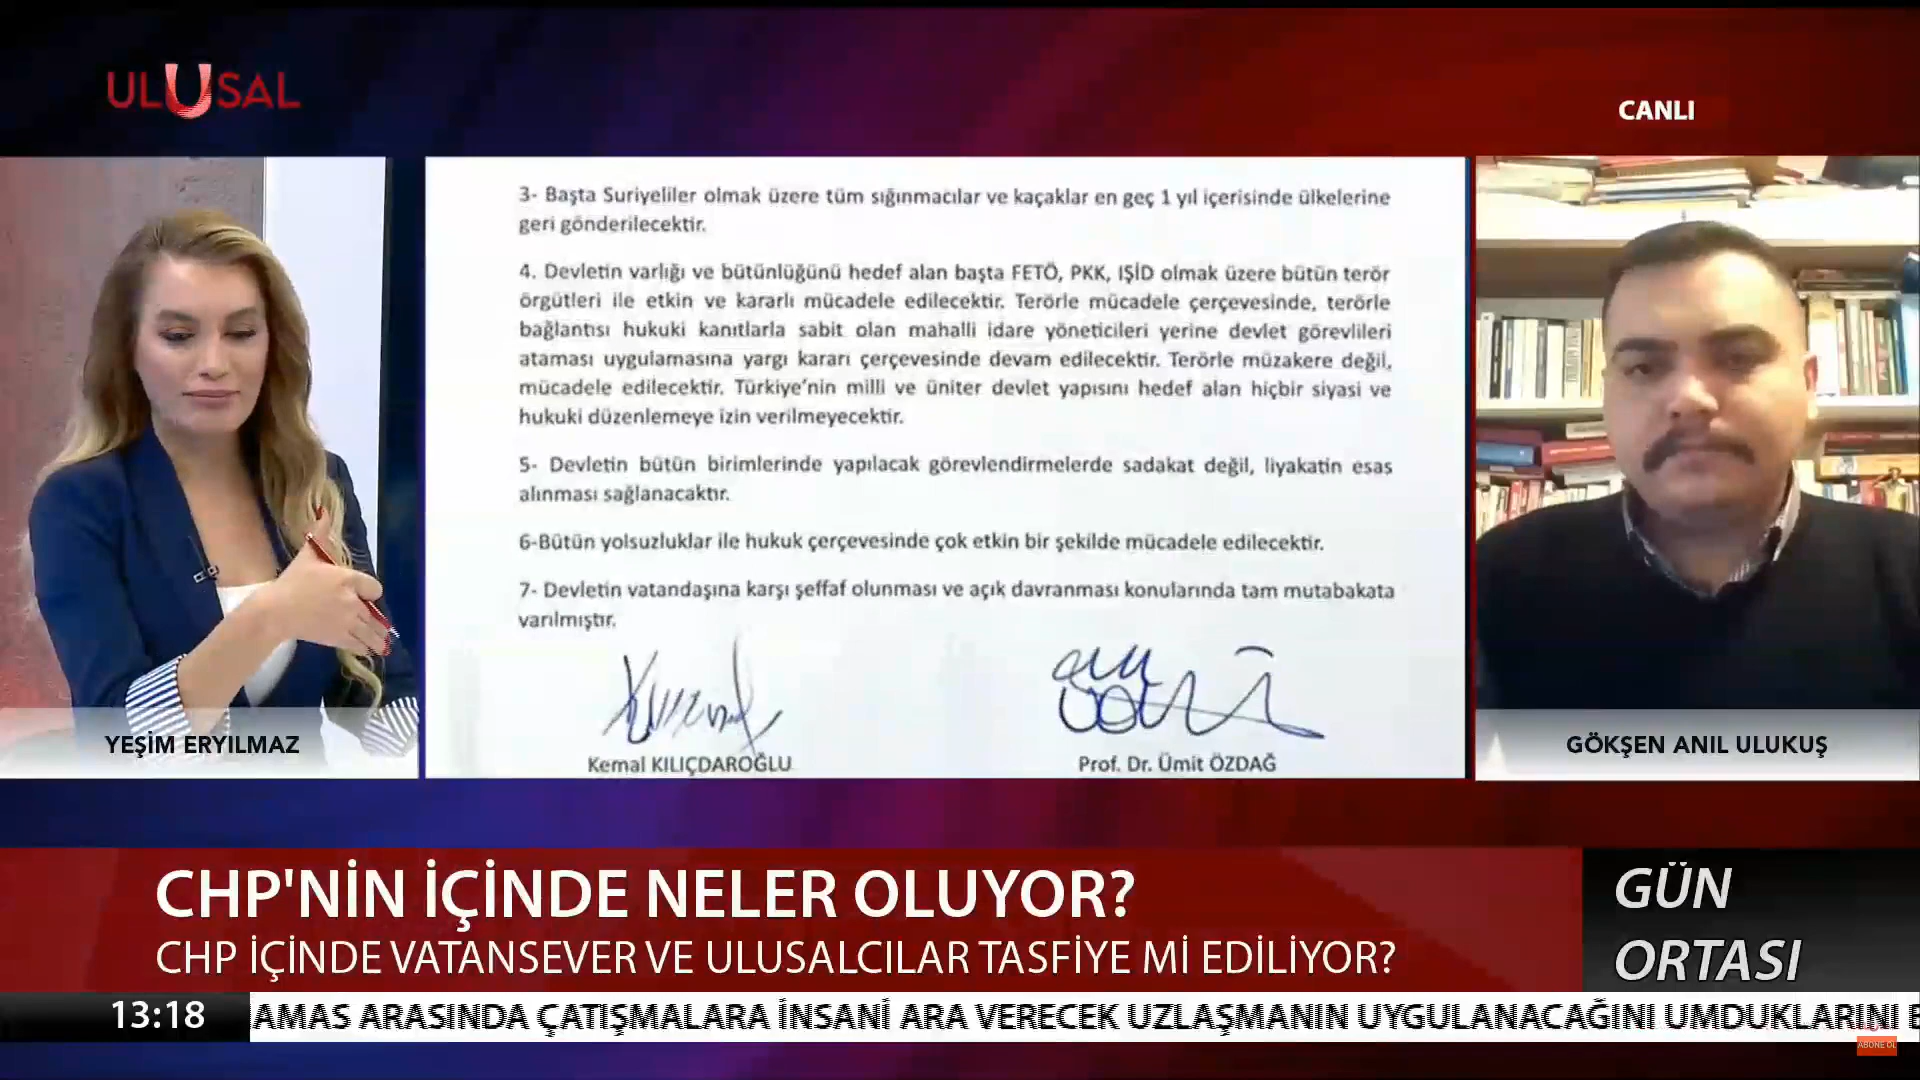 ULUSAL
CANLI
3- Başta Suriyeliler olmak üzere tüm sığınmacılar ve kaçaklar en geç 1 yıl içerisinde ülkelerine
geri gönderilecektir.
4. Devletin varlığı ve bütünlüğünü hedef alan başta FETÖ, PKK, IŞİD olmak üzere bütün terör
örgütleri ile etkin ve kararlı mücadele edilecektir. Terörle mücadele çerçevesinde, terörle
bağlantısı hukuki kanıtlarla sabit olan mahalli idare yöneticileri yerine devlet görevlileri
ataması uygulamasına yargı kararı çerçevesinde devam edilecektir. Terörle müzakere değil,
mücadele edilecektir. Türkiye'nin milli ve üniter devlet yapısını hedef alan hiçbir siyasi ve
hukuki düzenlemeye izin verilmeyecektir.
5- Devletin bütün birimlerinde yapılacak görevlendirmelerde sadakat değil, liyakatin esas
alınması sağlanacaktır.
6-Bütün yolsuzluklar ile hukuk çerçevesinde çok etkin bir şekilde mücadele edilecektir.
7- Devletin vatandaşına karşı şeffaf olunması ve açık davranması konularında tam mutabakata
varılmıştır.
Kemal KILIÇDAROĞLU
Prof. Dr. Ümit ÖZDAĞ
YEŞİM ERYILMAZ
GÖKŞEN ANIL ULUKUŞ
CHP'NİN İÇİNDE NELER OLUYOR?
CHP İÇİNDE VATANSEVER VE ULUSALCILAR TASFİYE Mİ EDİLİYOR?
GÜN
ORTASI
13:18
AMAS ARASINDA ÇATIŞMALARA İNSANİ ARA VERECEK UZLAŞMANIN UYGULANACAĞINI UMDUKLARINI
ABONE OL